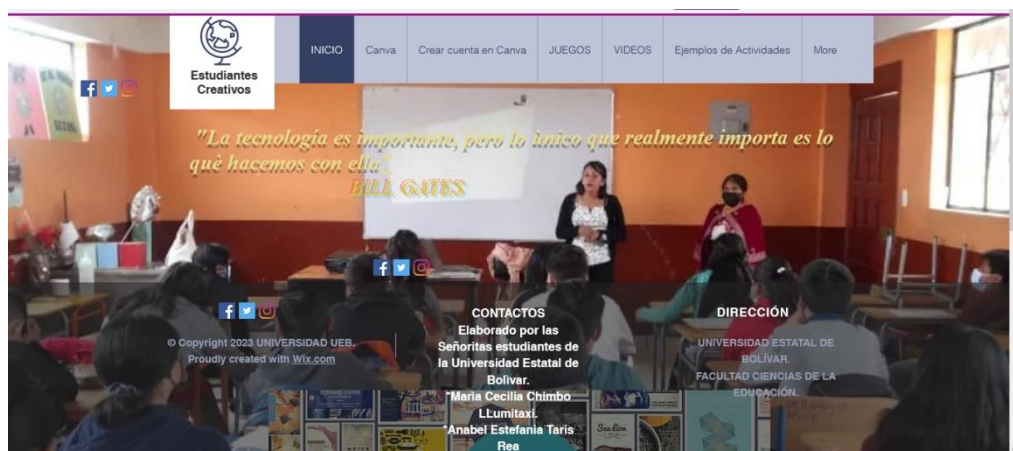 Estudiantes
Creativos
INICIO
Canva
Crear cuenta en Canva
JUEGOS
VIDEOS
Ejemplos de Actividades
More
"La tecnología es importante, pero lo ùnico que realmente importa es lo
què hacemos con ella"
BILL GATES
© Copyright 2023 UNIVERSIDAD UEB.
Proudly created with Wix.com
CONTACTOS
Elaborado por las
Señoritas estudiantes de
la Universidad Estatal de
Bolìvar.
*Marìa Cecilia Chimbo
LLumitaxi.
*Anabel Estefania Taris
Rea
DIRECCIÓN
UNIVERSIDAD ESTATAL DE
BOLÍVAR.
FACULTAD CIENCIAS DE LA
EDUCACIÓN.